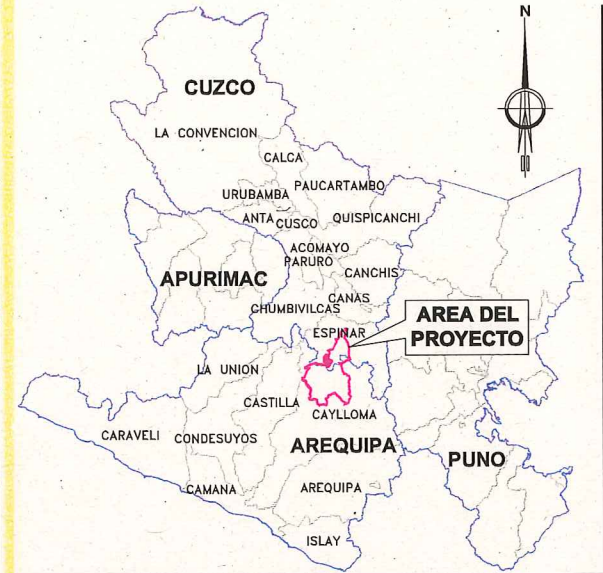 N
CUZCO
LA CONVENCION
CALCA
URUBAMBA
PAUCARTAMBO
ANTA
CUSCO
QUISPICANCHI
ACOMAYO
PARURO
CANCHIS
APURIMAC
CANAS
CHUMBIVILCAS
AREA DEL
PROYECTO
ESPINAR
LA UNION
CASTILLA
CAYLLOMA
CARAVELI
CONDESUYOS
AREQUIPA
PUNO
CAMANA
AREQUIPA
ISLAY